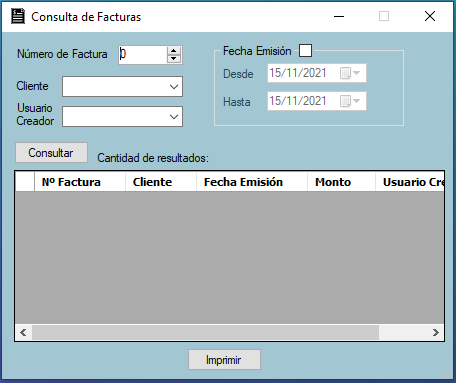 Consulta de Facturas
Número de Factura 0
Fecha Emisión
Desde 15/11/2021
Cliente
Hasta 15/11/2021
Usuario
Creador
Consultar Cantidad de resultados:
Nº Factura Cliente Fecha Emisión Monto Usuario Cre
Imprimir